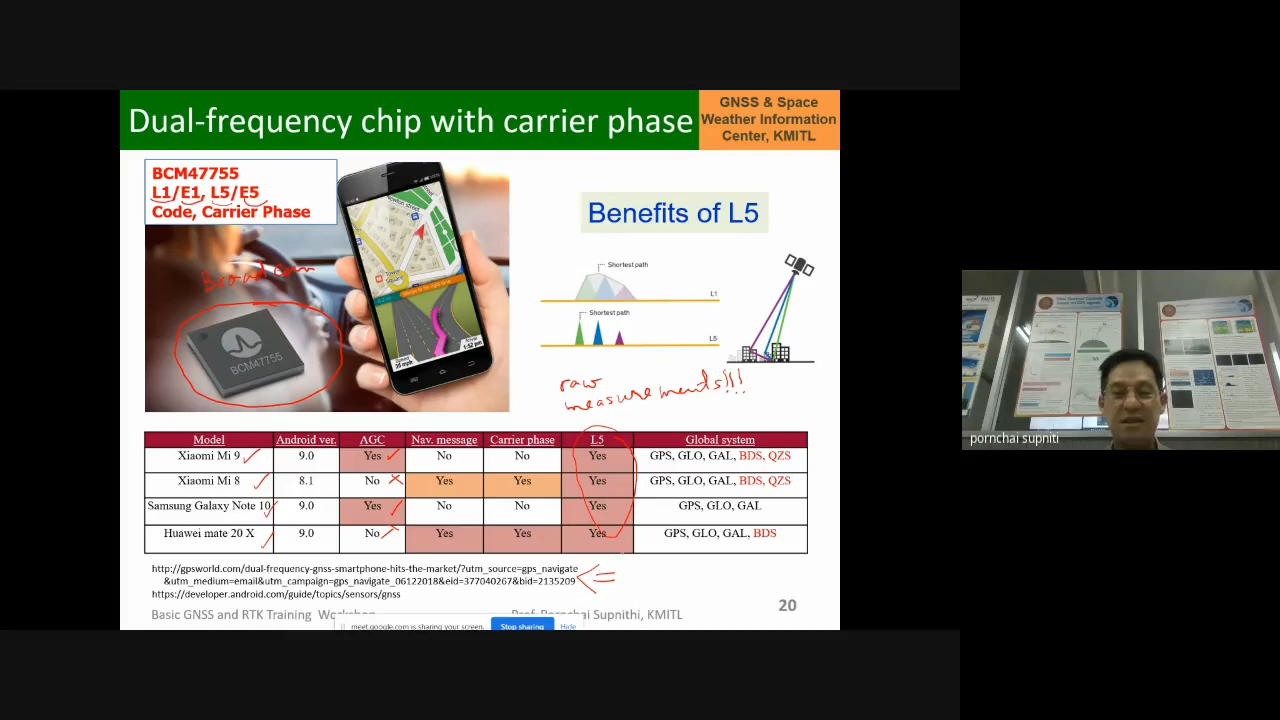 Dual-frequency chip with carrier phase
GNSS & Space
Weather Information
Center, KMITL
BCM47755
L1/E1, L5/E5
Code, Carrier Phase
Broadcom
BCM47755
Benefits of L5
Shortest path
L1
Shortest path
L5
raw
measurements!!!
Model Android ver. AGC Nav. message Carrier phase L5 Global system
Xiaomi Mi 9 9.0 Yes No No Yes GPS, GLO, GAL, BDS, QZS
Xiaomi Mi 8 8.1 No Yes Yes Yes GPS, GLO, GAL, BDS, QZS
Samsung Galaxy Note 10 9.0 Yes No No Yes GPS, GLO, GAL
Huawei mate 20 X 9.0 No Yes Yes Yes GPS, GLO, GAL, BDS
http://gpsworld.com/dual-frequency-gnss-smartphone-hits-the-market/?utm_source=gps_navigate
&utm_medium=email&utm_campaign=gps_navigate_06122018&eid=377040267&bid=2135209
https://developer.android.com/guide/topics/sensors/gnss
Basic GNSS and RTK Training Workshop Prof. Pornchai Supnithi, KMITL
20
meet.google.com is sharing your screen. Stop sharing Hide
pornchai supniti